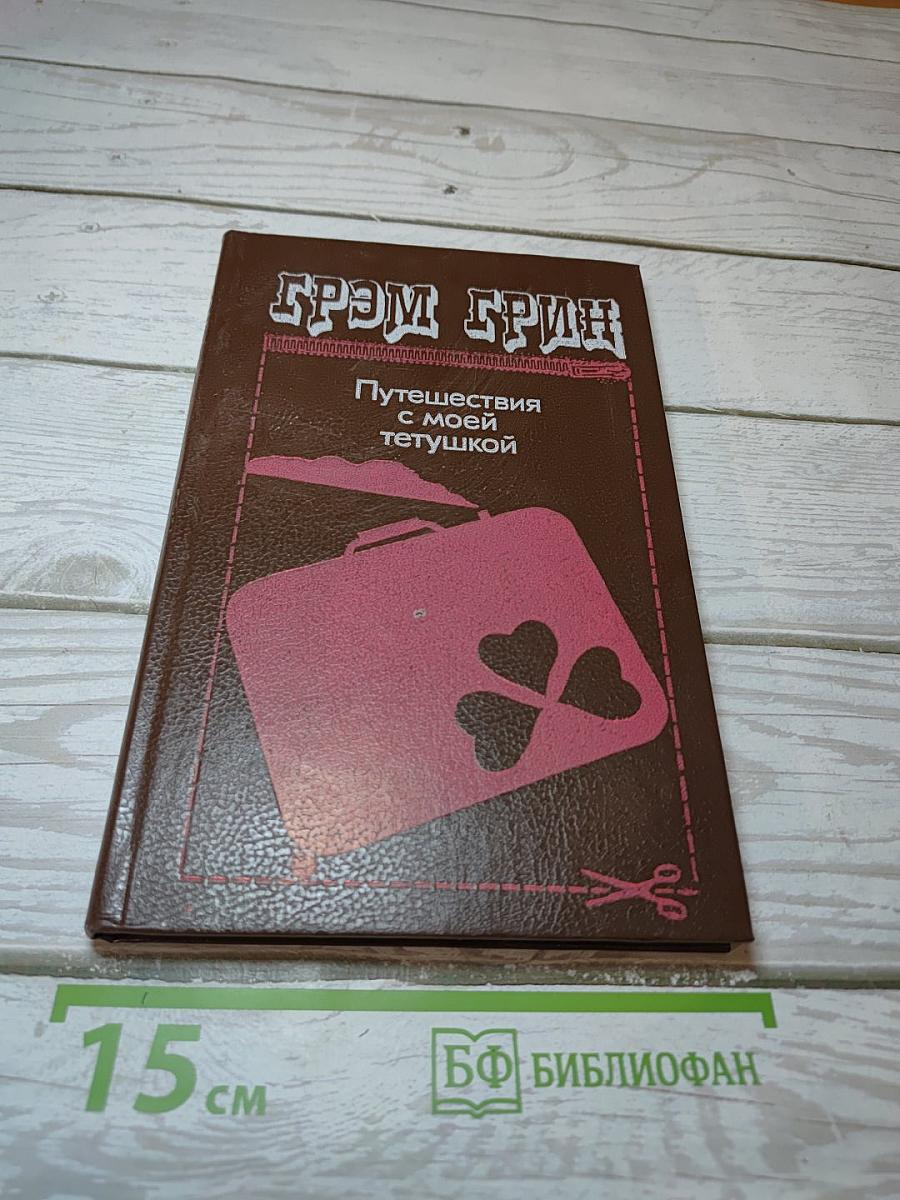 ГРЭМ ГРИН
Путешествия
с моей
тетушкой
15 см
БФ БИБЛИОФАН